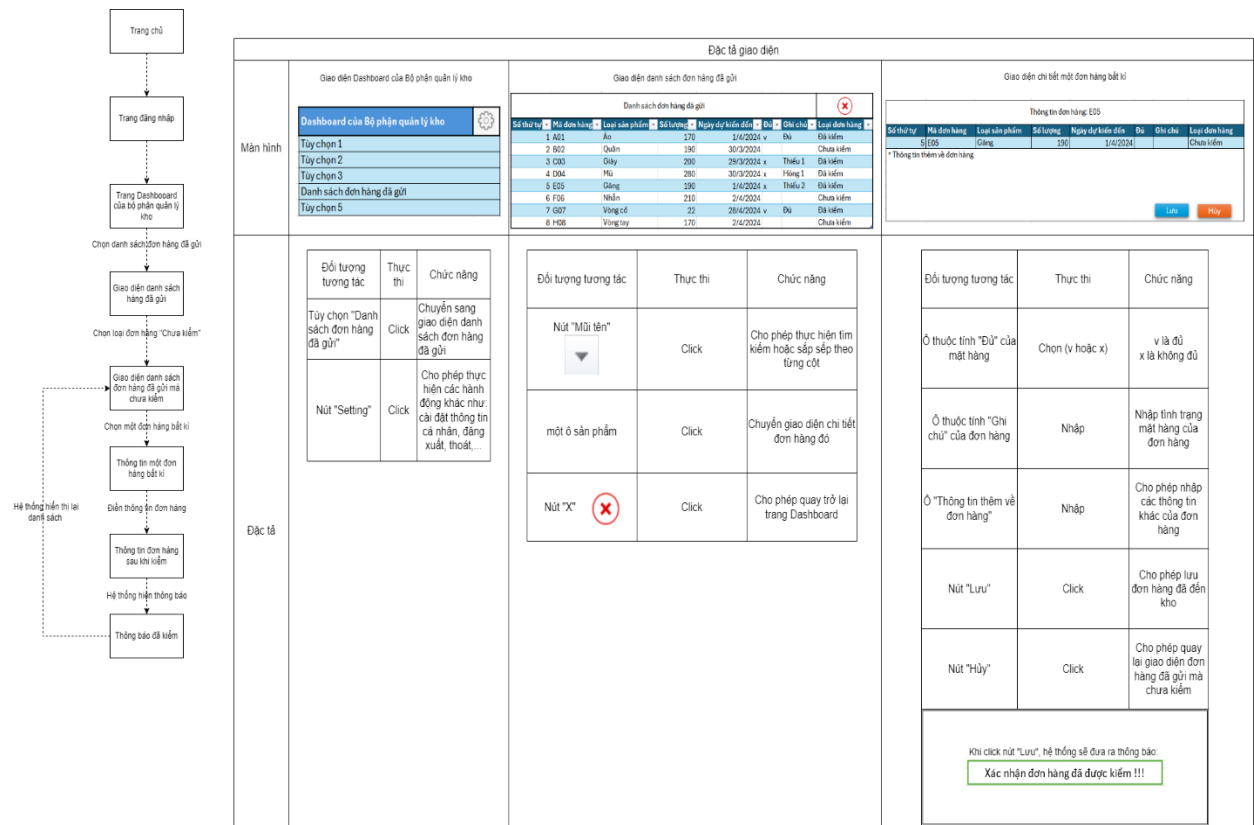 Trang chủ
Trang đăng nhập
Trang Dashbooard
của bộ phận quản lý
kho
Chọn danh sách đơn hàng đã gửi
Giao diện danh sách
hàng đã gửi
Chọn loại đơn hàng "Chưa kiểm"
Giao diện danh sách
đơn hàng đã gửi mà
chưa kiểm
Chọn một đơn hàng bất kì
Thông tin một đơn
hàng bất kì
Hệ thống hiển thị lại
danh sách
Điền thông tin đơn hàng
Thông tin đơn hàng
sau khi kiểm
Hệ thống hiện thông báo
Thông báo đã kiểm
Đặc tả giao diện
Màn hình
Giao diện Dashboard của Bộ phận quản lý kho
Dashboard của Bộ phận quản lý kho
Tùy chọn 1
Tùy chọn 2
Tùy chọn 3
Danh sách đơn hàng đã gửi
Tùy chọn 5
Giao diện danh sách đơn hàng đã gửi
Danh sách đơn hàng đã gửi
Số thứ tự Mã đơn hàng Loại sản phẩm Số lượng Ngày dự kiến đến Đủ Ghi chú Loại đơn hàng
1 A01 Áo 170 1/4/2024 v Đủ Đã kiểm
2 B02 Quần 190 30/3/2024 Chưa kiểm
3 C03 Giày 200 29/3/2024 x Thiếu 1 Đã kiểm
4 D04 Mũ 280 30/3/2024 x Hỏng 1 Đã kiểm
5 E05 Găng 190 1/4/2024 x Thiếu 2 Đã kiểm
6 F06 Nhẫn 210 2/4/2024 Chưa kiểm
7 G07 Vòng cổ 22 28/4/2024 v Đủ Đã kiểm
8 H08 Vòng tay 170 2/4/2024 Chưa kiểm
Giao diện chi tiết một đơn hàng bất kì
Thông tin đơn hàng: E05
Số thứ tự Mã đơn hàng Loại sản phẩm Số lượng Ngày dự kiến đến Đủ Ghi chú Loại đơn hàng
5 E05 Găng 190 1/4/2024 Chưa kiểm
* Thông tin thêm về đơn hàng
Lưu Hủy
Đặc tả
Đối tượng
tương tác
Thực
thi
Chức năng
Tùy chọn "Danh
sách đơn hàng
đã gửi"
Click
Chuyển sang
giao diện danh
sách đơn hàng
đã gửi
Nút "Setting"
Click
Cho phép thực
hiện các hành
động khác như:
cài đặt thông tin
cá nhân, đăng
xuất, thoát,...
Đối tượng tương tác
Thực thi
Chức năng
Nút "Mũi tên"
Click
Cho phép thực hiện tìm
kiếm hoặc sắp sếp theo
từng cột
một ô sản phẩm
Click
Chuyển giao diện chi tiết
đơn hàng đó
Nút "X"
Click
Cho phép quay trở lại
trang Dashboard
Đối tượng tương tác
Thực thi
Chức năng
Ô thuộc tính "Đủ" của
mặt hàng
Chọn (v hoặc x)
v là đủ
x là không đủ
Ô thuộc tính "Ghi
chú" của đơn hàng
Nhập
Nhập tình trạng
mặt hàng của
đơn hàng
Ô "Thông tin thêm về
đơn hàng"
Nhập
Cho phép nhập
các thông tin
khác của đơn
hàng
Nút "Lưu"
Click
Cho phép lưu
đơn hàng đã đến
kho
Nút "Hủy"
Click
Cho phép quay
lại giao diện đơn
hàng đã gửi mà
chưa kiểm
Khi click nút "Lưu", hệ thống sẽ đưa ra thông báo:
Xác nhận đơn hàng đã được kiểm !!!